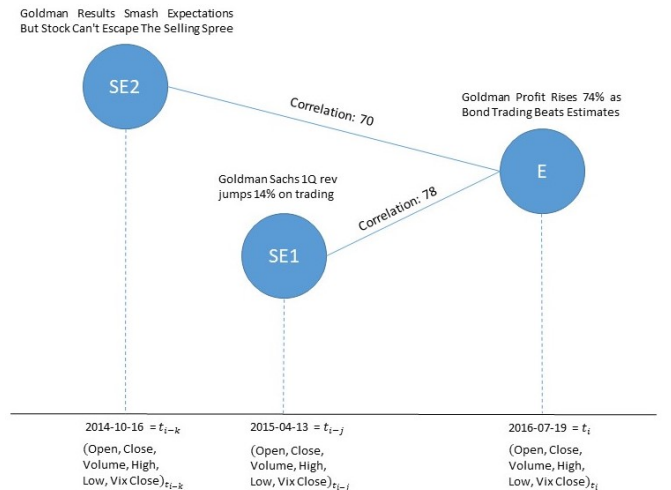 Goldman Results Smash Expectations
But Stock Can't Escape The Selling Spree
SE2
Correlation: 70
Goldman Profit Rises 74% as
Bond Trading Beats Estimates
E
Goldman Sachs 1Q rev
jumps 14% on trading
Correlation: 78
SE1
2014-10-16 = t_{i-k}
(Open, Close,
Volume, High,
Low, Vix Close)_{t_{i-k}}
2015-04-13 = t_{i-j}
(Open, Close,
Volume, High,
Low, Vix Close)_{t_{i-j}}
2016-07-19 = t_i
(Open, Close,
Volume, High,
Low, Vix Close)_{t_i}